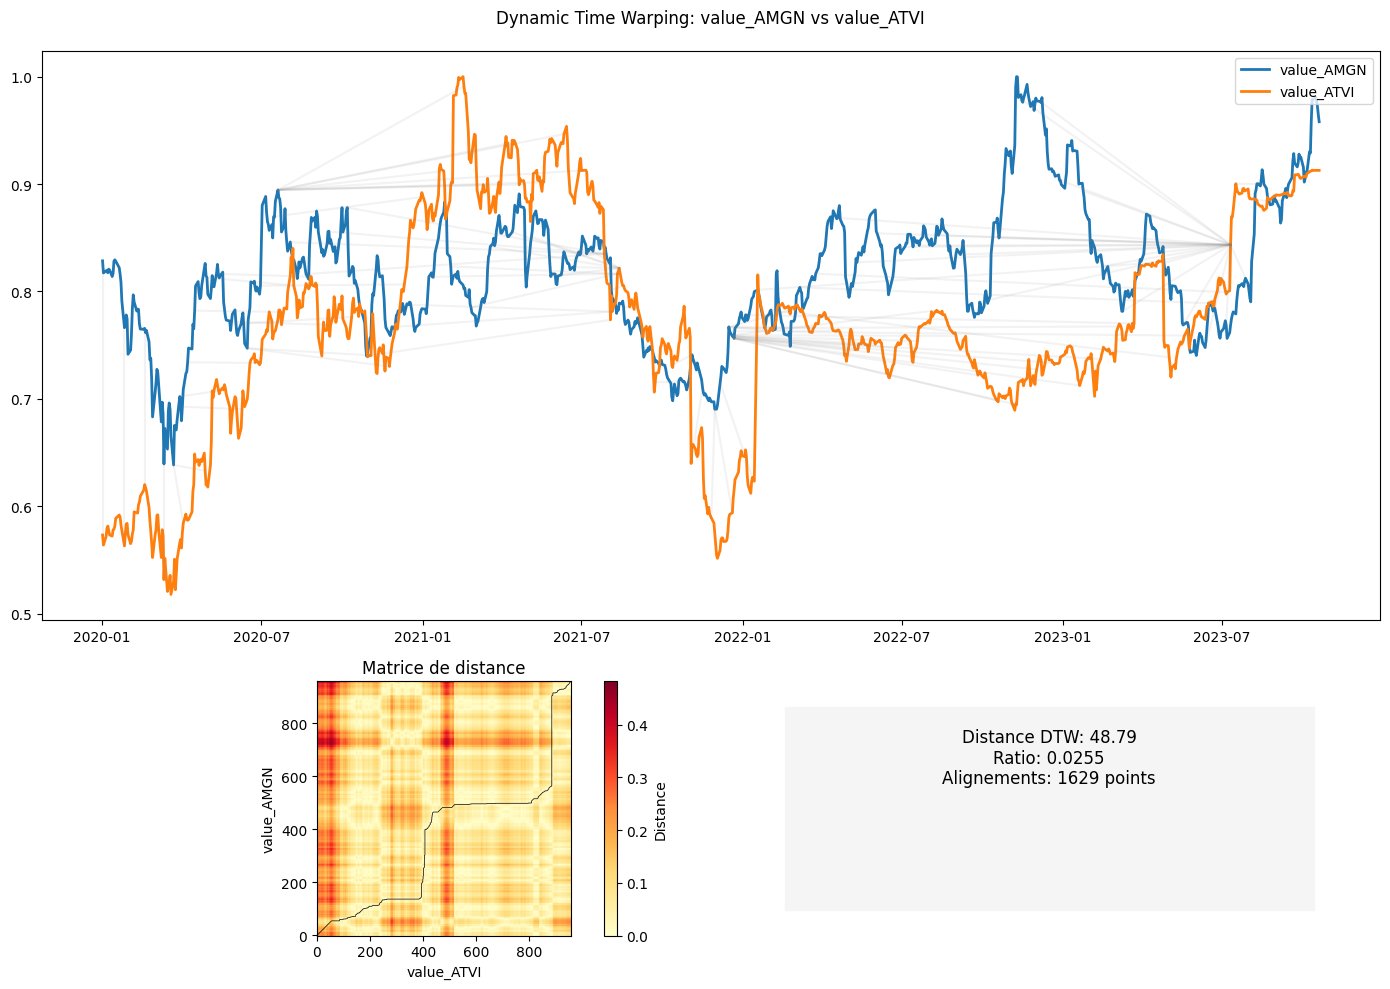 Dynamic Time Warping: value_AMGN vs value_ATVI
value_AMGN
value_ATVI
1.0
0.9
0.8
0.7
0.6
0.5
2020-01 2020-07 2021-01 2021-07 2022-01 2022-07 2023-01 2023-07
Matrice de distance
value_AMGN
800
600
400
200
0
0 200 400 600 800
value_ATVI
0.4
0.3
0.2
0.1
0.0
Distance
Distance DTW: 48.79
Ratio: 0.0255
Alignements: 1629 points